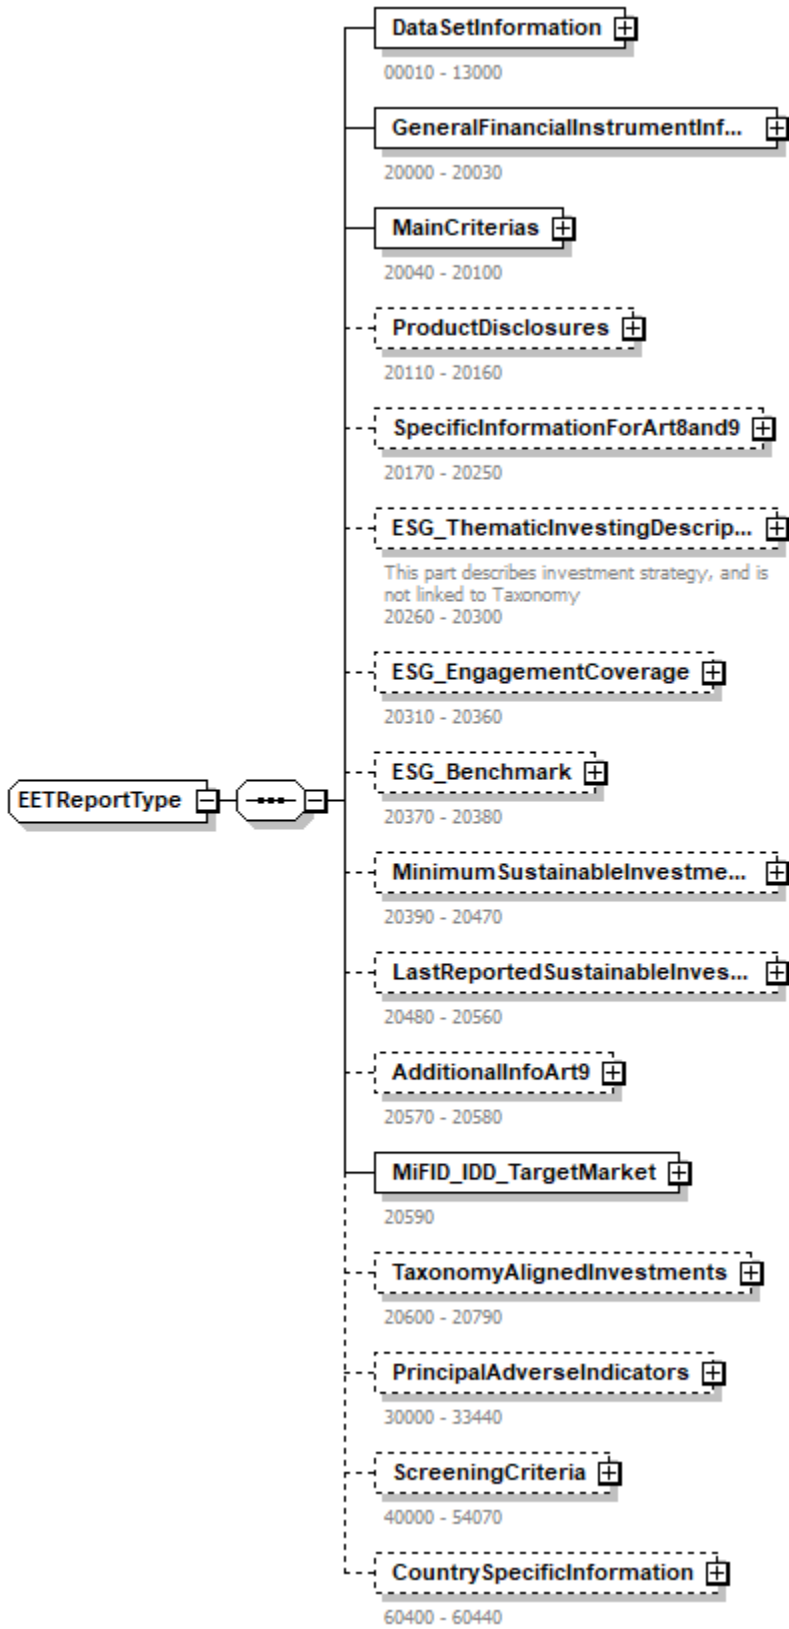 DataSetInformation
00010 - 13000
GeneralFinancialInstrumentInf...
20000 - 20030
MainCriterias
20040 - 20100
ProductDisclosures
20110 - 20160
SpecificInformationForArt8and9
20170 - 20250
ESG_ThematicInvestingDescrip...
This part describes investment strategy, and is
not linked to Taxonomy
20260 - 20300
ESG_EngagementCoverage
20310 - 20360
ESG_Benchmark
EETReportType
20370 - 20380
MinimumSustainableInvestme...
20390 - 20470
LastReportedSustainableInves...
20480 - 20560
AdditionalInfoArt9
20570 - 20580
MiFID_IDD_TargetMarket
20590
TaxonomyAlignedInvestments
20600 - 20790
PrincipalAdverseIndicators
30000 - 33440
ScreeningCriteria
40000 - 54070
CountrySpecificInformation
60400 - 60440